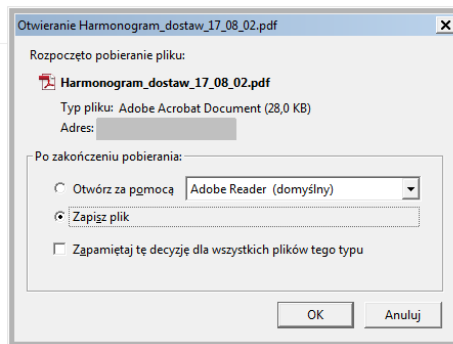 Otwieranie Harmonogram_dostaw_17_08_02.pdf
Rozpoczęto pobieranie pliku:
Harmonogram_dostaw_17_08_02.pdf
Typ pliku: Adobe Acrobat Document (28,0 KB)
Adres:
Po zakończeniu pobierania:
Otwórz za pomocą Adobe Reader (domyślny)
Zapisz plik
Zapamiętaj tę decyzję dla wszystkich plików tego typu
OK Anuluj